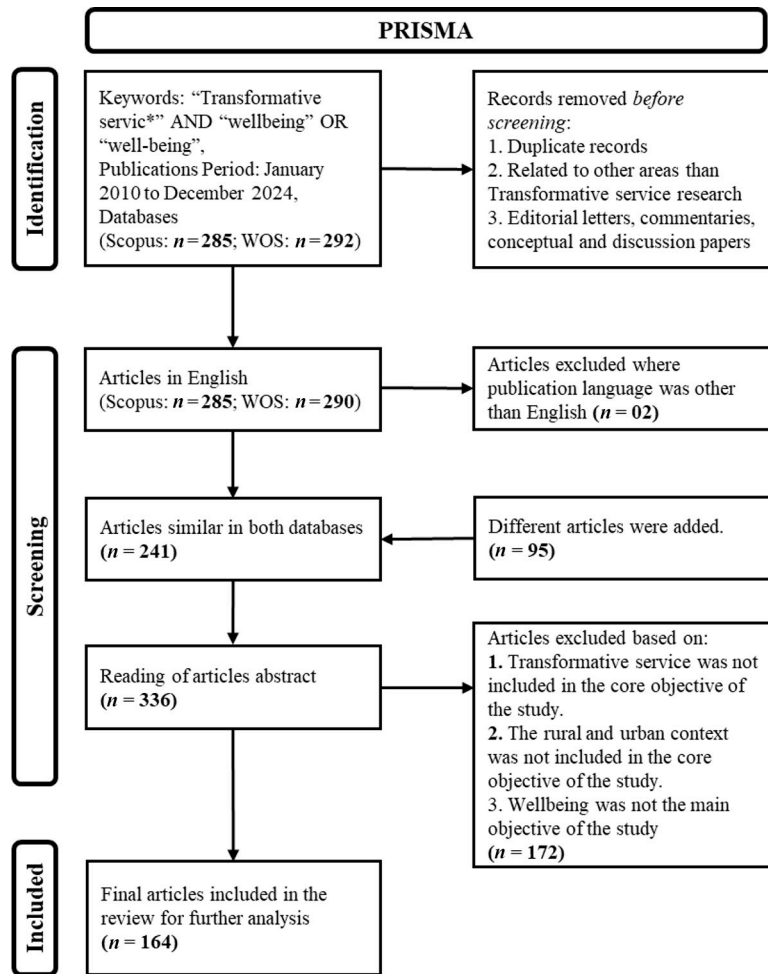 PRISMA
Identification
Keywords: “Transformative
servic*” AND “wellbeing” OR
“well-being”,
Publications Period: January
2010 to December 2024,
Databases
(Scopus: n = 285; WOS: n = 292)
Records removed before
screening:
1. Duplicate records
2. Related to other areas than
Transformative service research
3. Editorial letters, commentaries,
conceptual and discussion papers
Screening
Articles in English
(Scopus: n = 285; WOS: n = 290)
Articles excluded where
publication language was other
than English (n = 02)
Articles similar in both databases
(n = 241)
Different articles were added.
(n = 95)
Reading of articles abstract
(n = 336)
Articles excluded based on:
1. Transformative service was not
included in the core objective of
the study.
2. The rural and urban context
was not included in the core
objective of the study.
3. Wellbeing was not the main
objective of the study
(n = 172)
Included
Final articles included in the
review for further analysis
(n = 164)